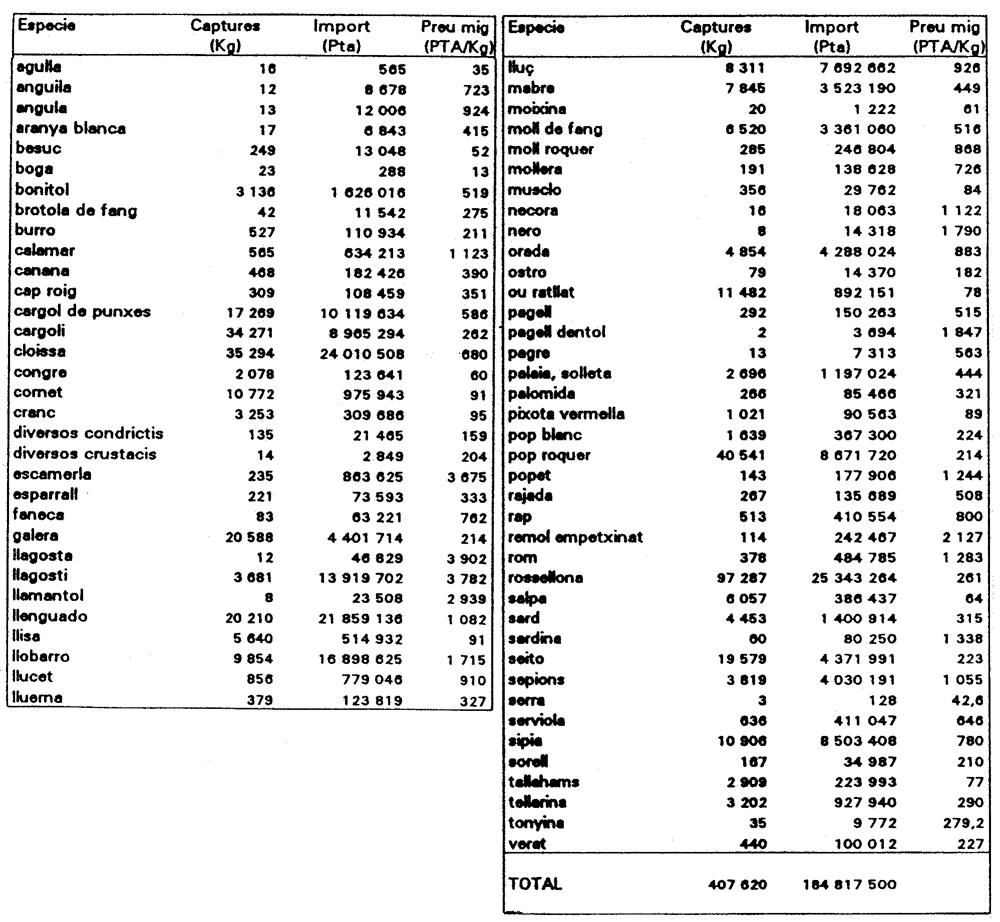 Especie Captures Import Preu mig
(Kg) (Pta) (PTA/Kg)
agulla 16 565 35
anguila 12 8 678 723
angula 13 12 006 924
aranya blanca 17 6 843 415
besuc 249 13 048 52
boga 23 288 13
bonitol 3 136 1 626 016 519
brotola de fang 42 11 542 275
burro 527 110 934 211
calamar 565 634 213 1 123
canana 468 182 426 390
cap roig 309 108 459 351
cargol de punxes 17 269 10 119 634 586
cargoli 34 271 8 965 294 262
cloissa 35 294 24 010 508 680
congre 2 078 123 641 60
cornet 10 772 975 943 91
cranc 3 253 309 686 95
diversos condrictis 135 21 465 159
diversos crustacis 14 2 849 204
escamerla 235 863 625 3 675
esparrall 221 73 593 333
faneca 83 63 221 762
galera 20 588 4 401 714 214
llagosta 12 46 829 3 902
llagosti 3 681 13 919 702 3 782
llamantol 8 23 508 2 939
llenguado 20 210 21 859 136 1 082
llisa 5 640 514 932 91
llobarro 9 854 16 898 625 1 715
llucet 856 779 046 910
lluerna 379 123 819 327
Especie Captures Import Preu mig
(Kg) (Pta) (PTA/Kg)
lluç 8 311 7 692 662 926
mabre 7 845 3 523 190 449
moixina 20 1 222 61
moll de fang 6 520 3 361 060 516
moll roquer 285 246 804 868
mollera 191 138 628 726
musclo 356 29 762 84
necora 16 18 063 1 122
nero 8 14 318 1 790
orada 4 854 4 288 024 883
ostro 79 14 370 182
ou ratllat 11 482 892 151 78
pagell 292 150 263 515
pagell dentol 2 3 694 1 847
pagre 13 7 313 563
palaia, solleta 2 696 1 197 024 444
palomida 266 85 466 321
pixota vermella 1 021 90 563 89
pop blanc 1 639 367 300 224
pop roquer 40 541 8 671 720 214
popet 143 177 906 1 244
rajada 267 135 689 508
rap 513 410 554 800
remol empetxinat 114 242 467 2 127
rom 378 484 785 1 283
rossellona 97 287 25 343 264 261
salpa 6 057 386 437 64
sard 4 453 1 400 914 315
sardina 60 80 250 1 338
seito 19 579 4 371 991 223
sepions 3 819 4 030 191 1 055
serra 3 128 42,6
serviola 636 411 047 646
sipia 10 906 8 503 408 780
sorell 167 34 987 210
tallahams 2 909 223 993 77
tellerina 3 202 927 940 290
tonyina 35 9 772 279,2
verat 440 100 012 227
TOTAL 407 620 184 817 500